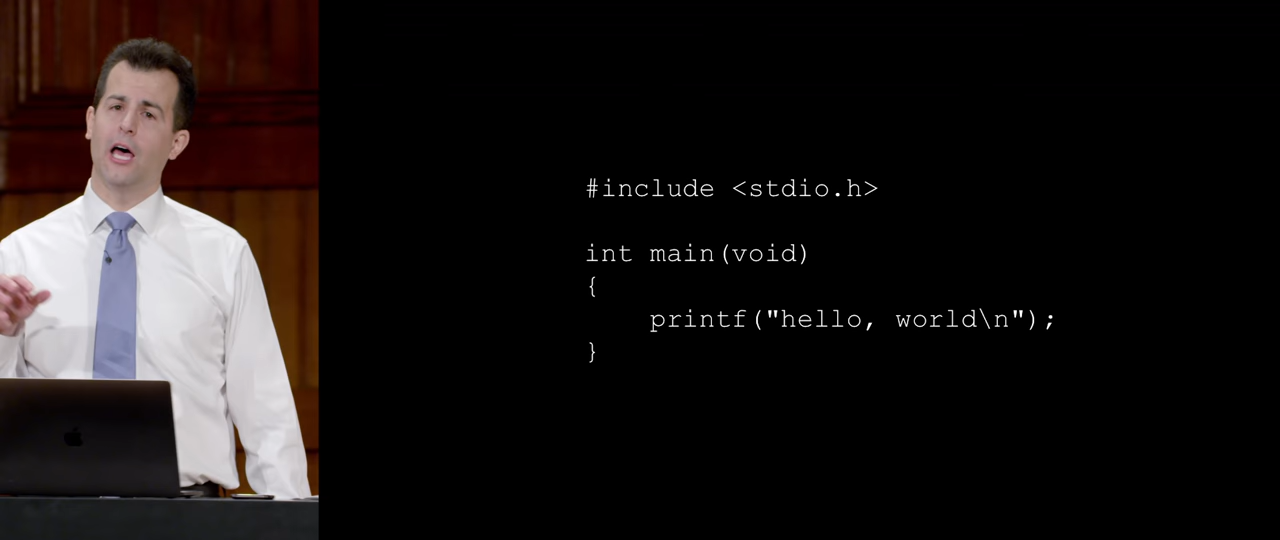 #include <stdio.h>
int main(void)
{
    printf("hello, world\n");
}